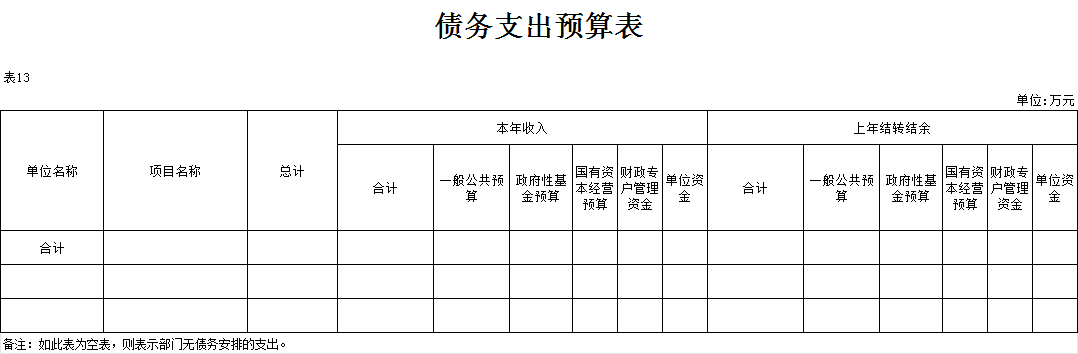 债务支出预算表
表13
单位:万元
单位名称 项目名称 总计 本年收入 上年结转结余
合计 一般公共预算 政府性基金预算 国有资本经营预算 财政专户管理资金 单位资金 合计 一般公共预算 政府性基金预算 国有资本经营预算 财政专户管理资金 单位资金
合计
备注：如此表为空表，则表示部门无债务安排的支出。